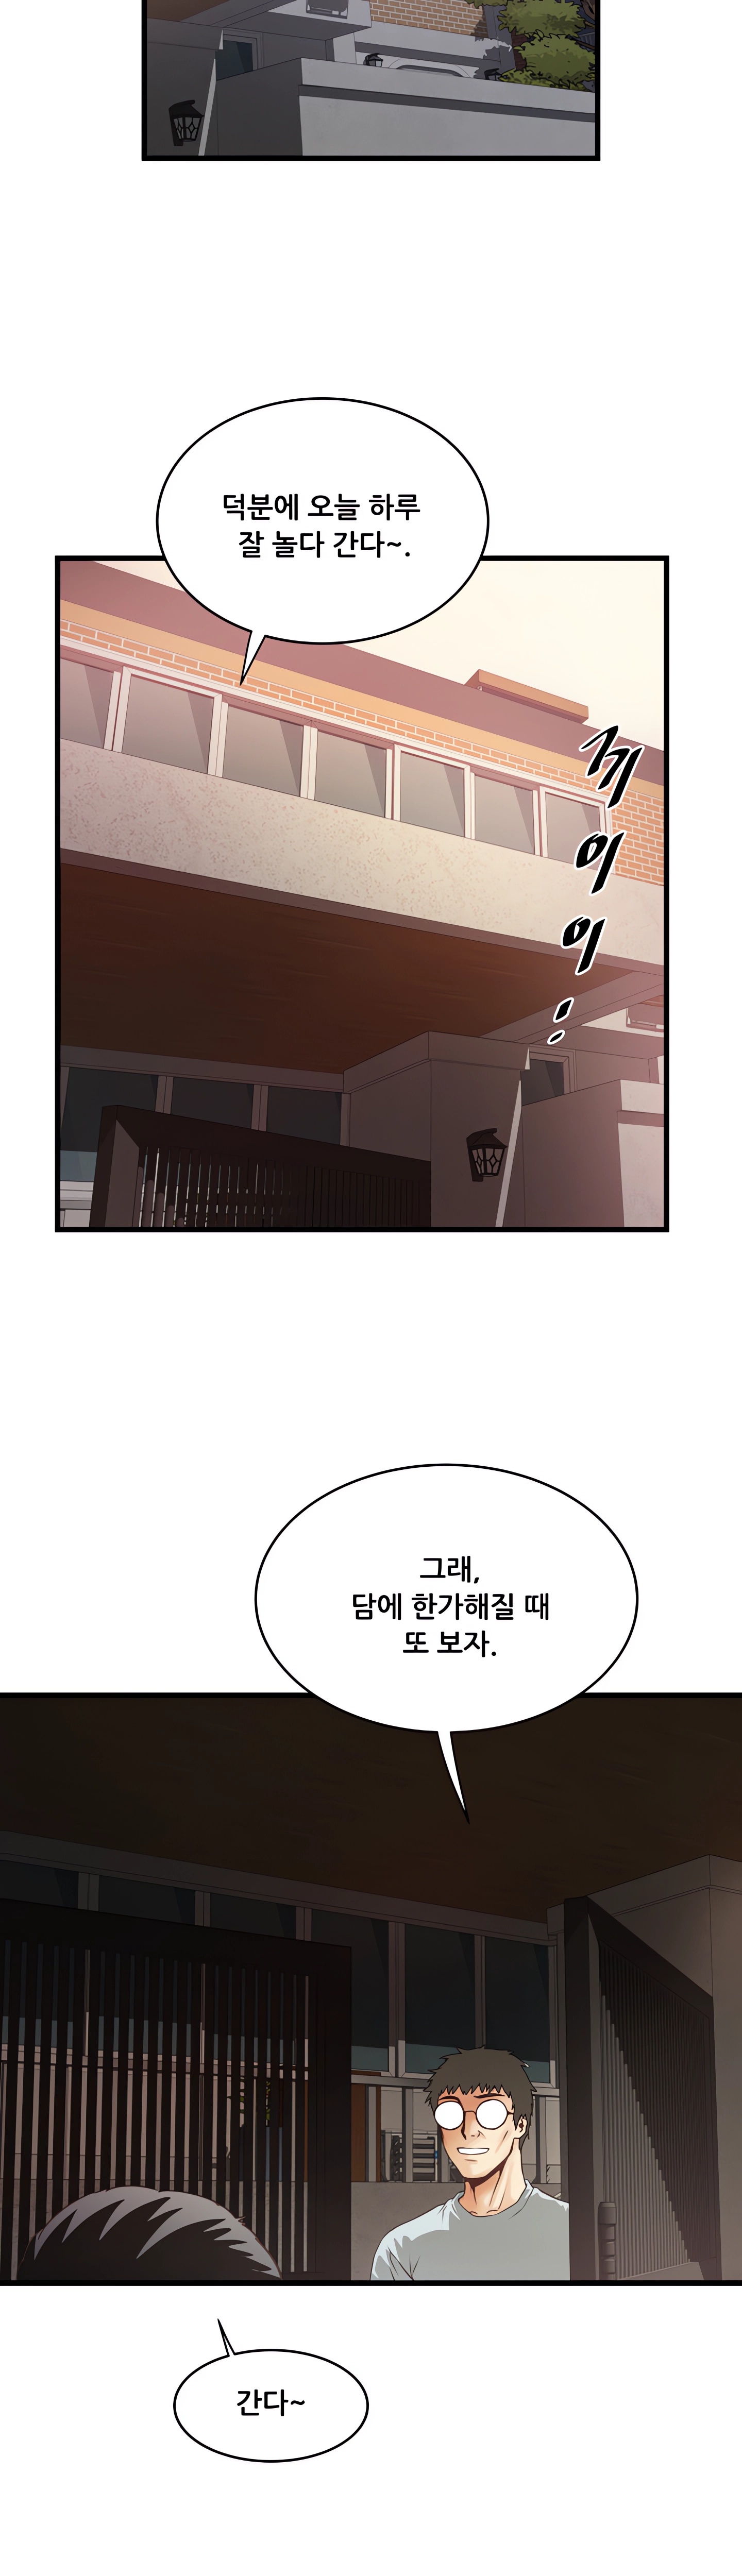 덕분에 오늘 하루
잘 놀다 간다~.
끼이이...
그래,
담에 한가해질 때
또 보자.
간다~